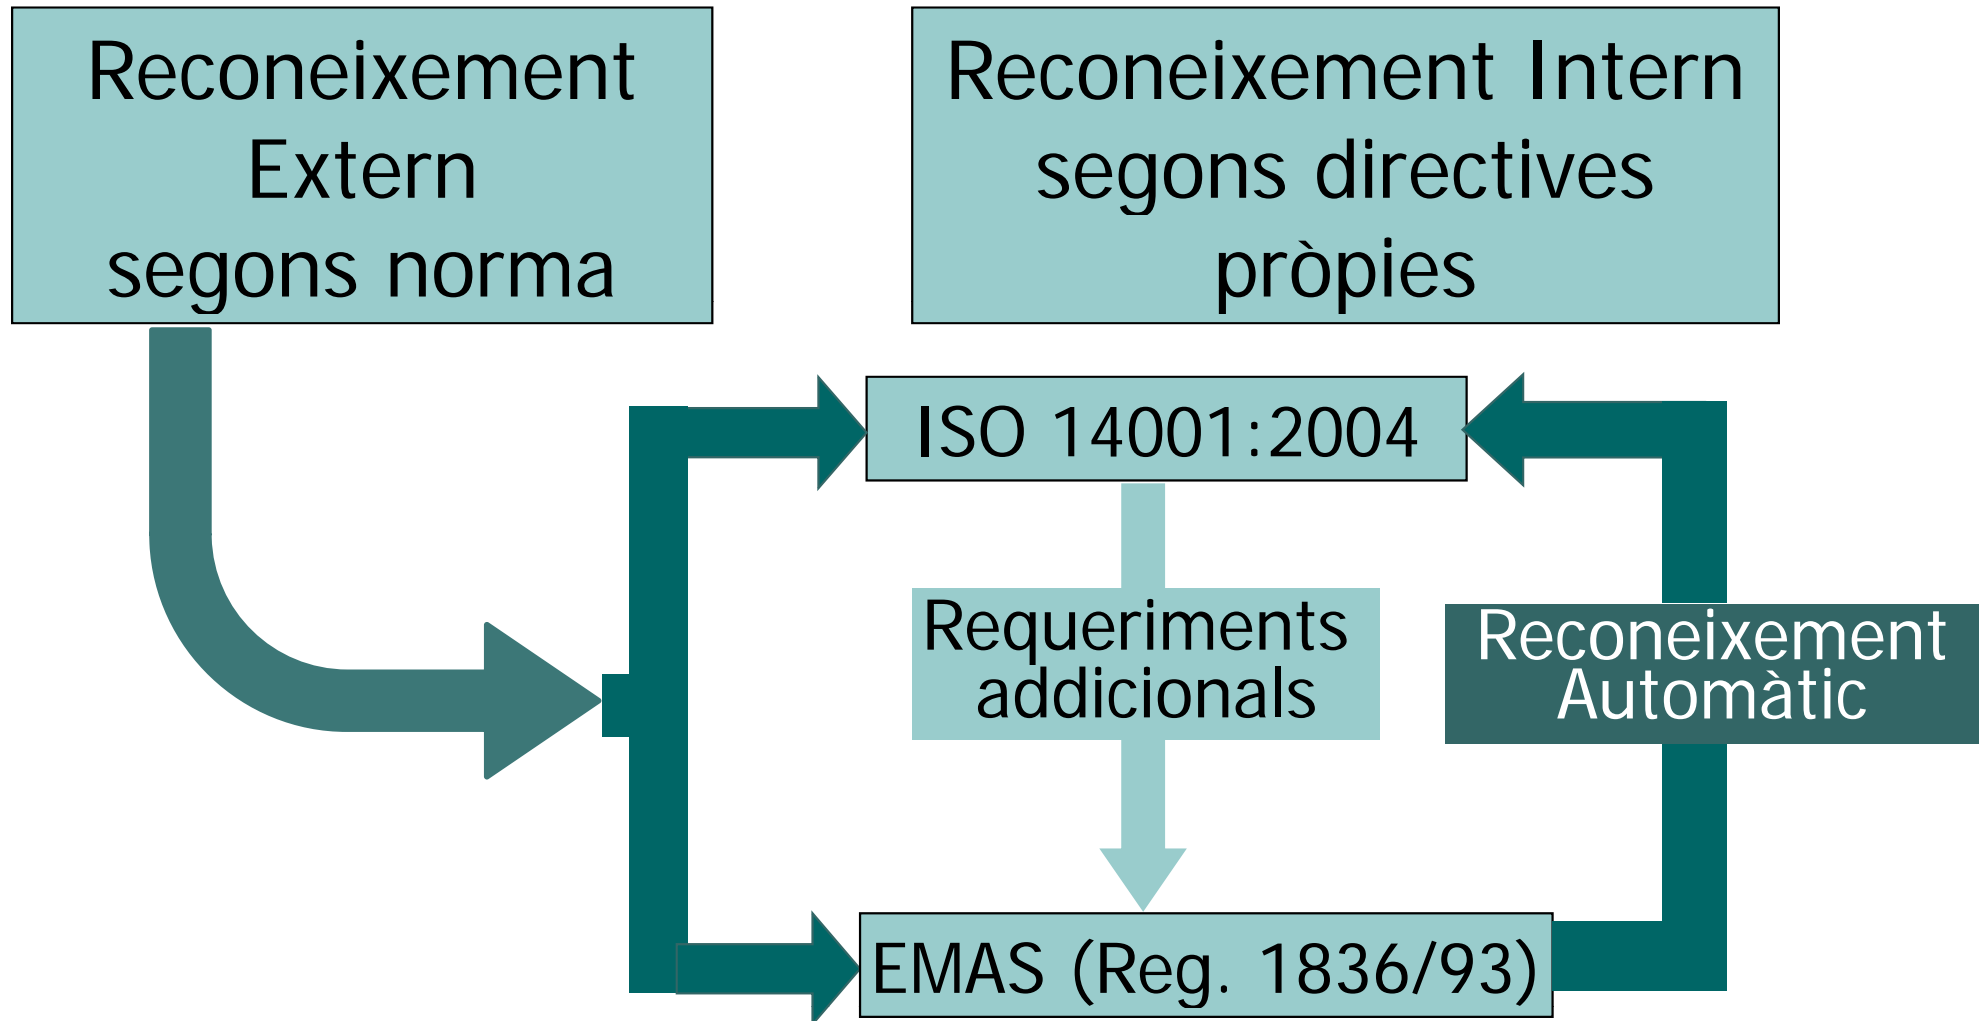 Reconeixement
Extern
segons norma
Reconeixement Intern
segons directives
pròpies
ISO 14001:2004
Requeriments
addicionals
Reconeixement
Automàtic
EMAS (Reg. 1836/93)